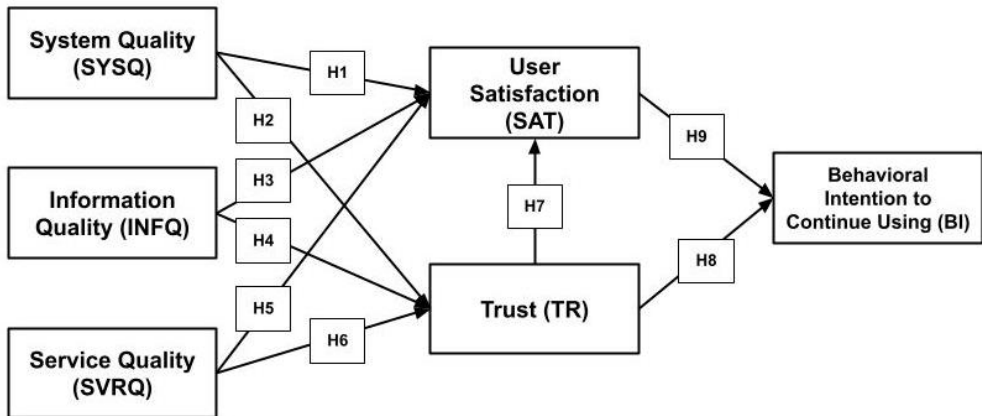 System Quality
(SYSQ)
H1
User
Satisfaction
(SAT)
H2
H9
H3
Information
Quality (INFQ)
H4
H7
Behavioral
Intention to
Continue Using (BI)
H8
H5
Trust (TR)
H6
Service Quality
(SVRQ)